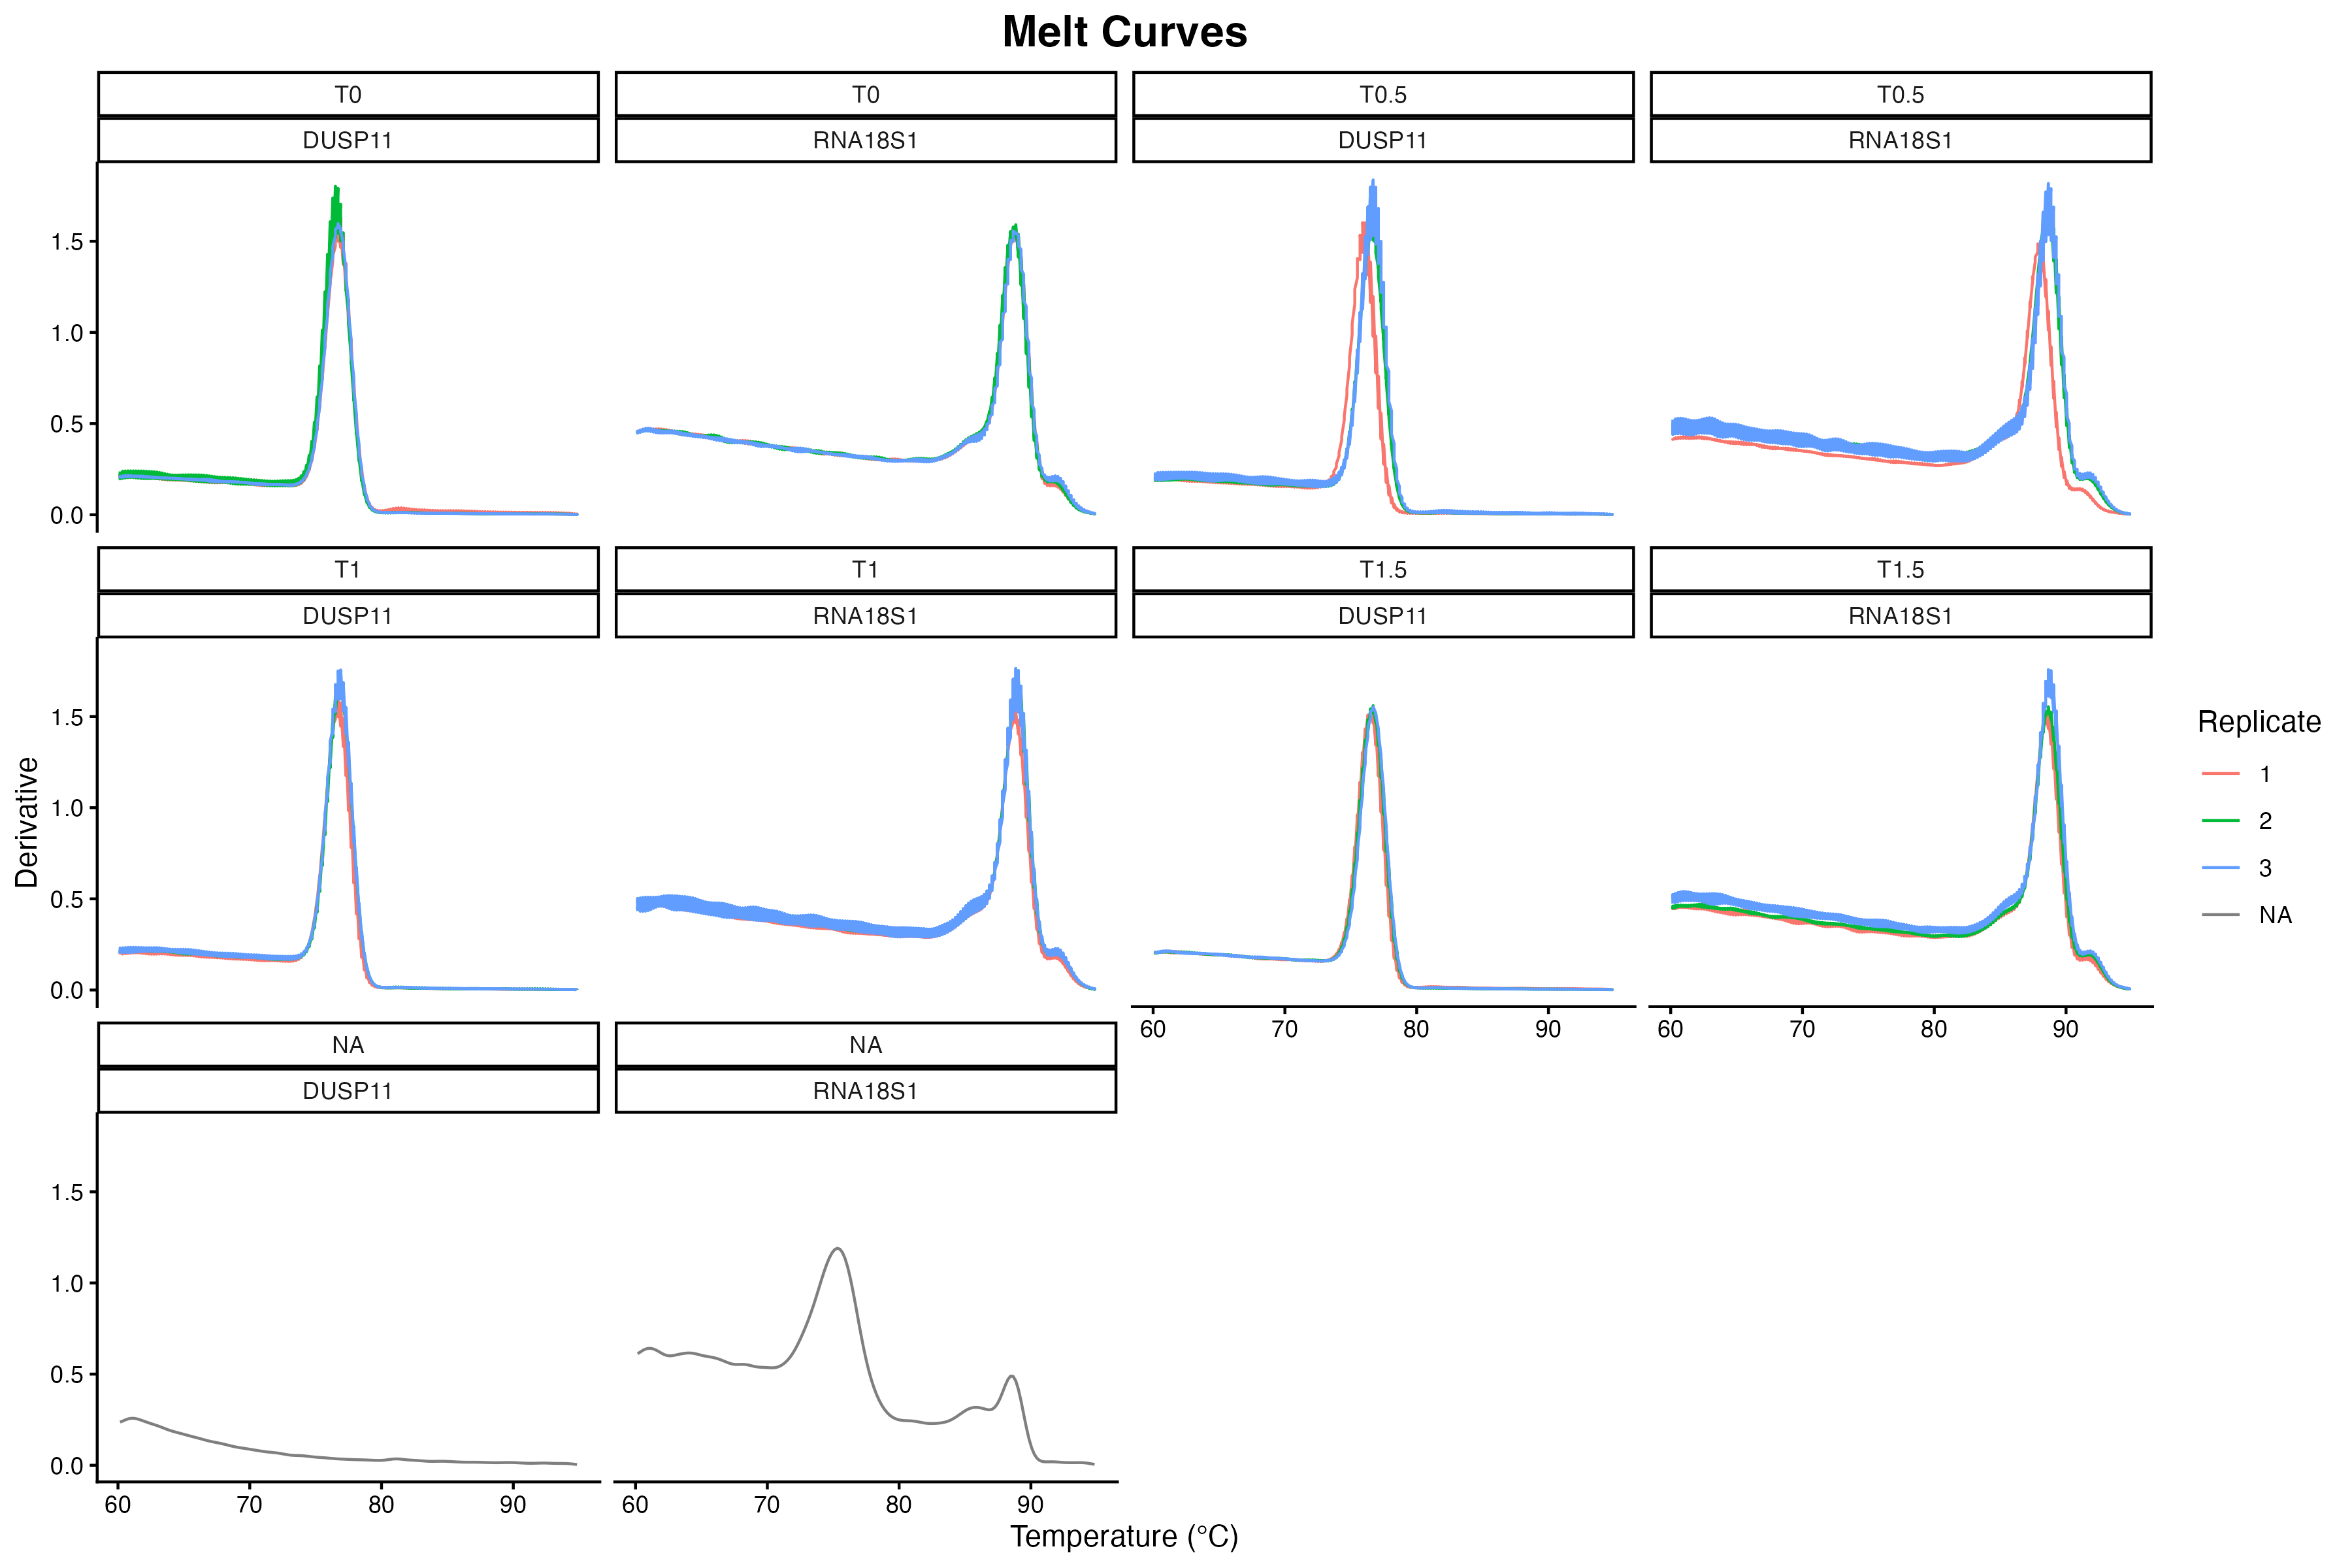 Melt Curves
T0
T0
T0.5
T0.5
DUSP11
RNA18S1
DUSP11
RNA18S1
1.5
1.0
0.5
0.0
T1
T1
T1.5
T1.5
DUSP11
RNA18S1
DUSP11
RNA18S1
1.5
1.0
0.5
0.0
60
70
80
90
60
70
80
90
NA
NA
DUSP11
RNA18S1
1.5
1.0
0.5
0.0
60
70
80
90
60
70
80
90
Derivative
Temperature (°C)
Replicate
1
2
3
NA